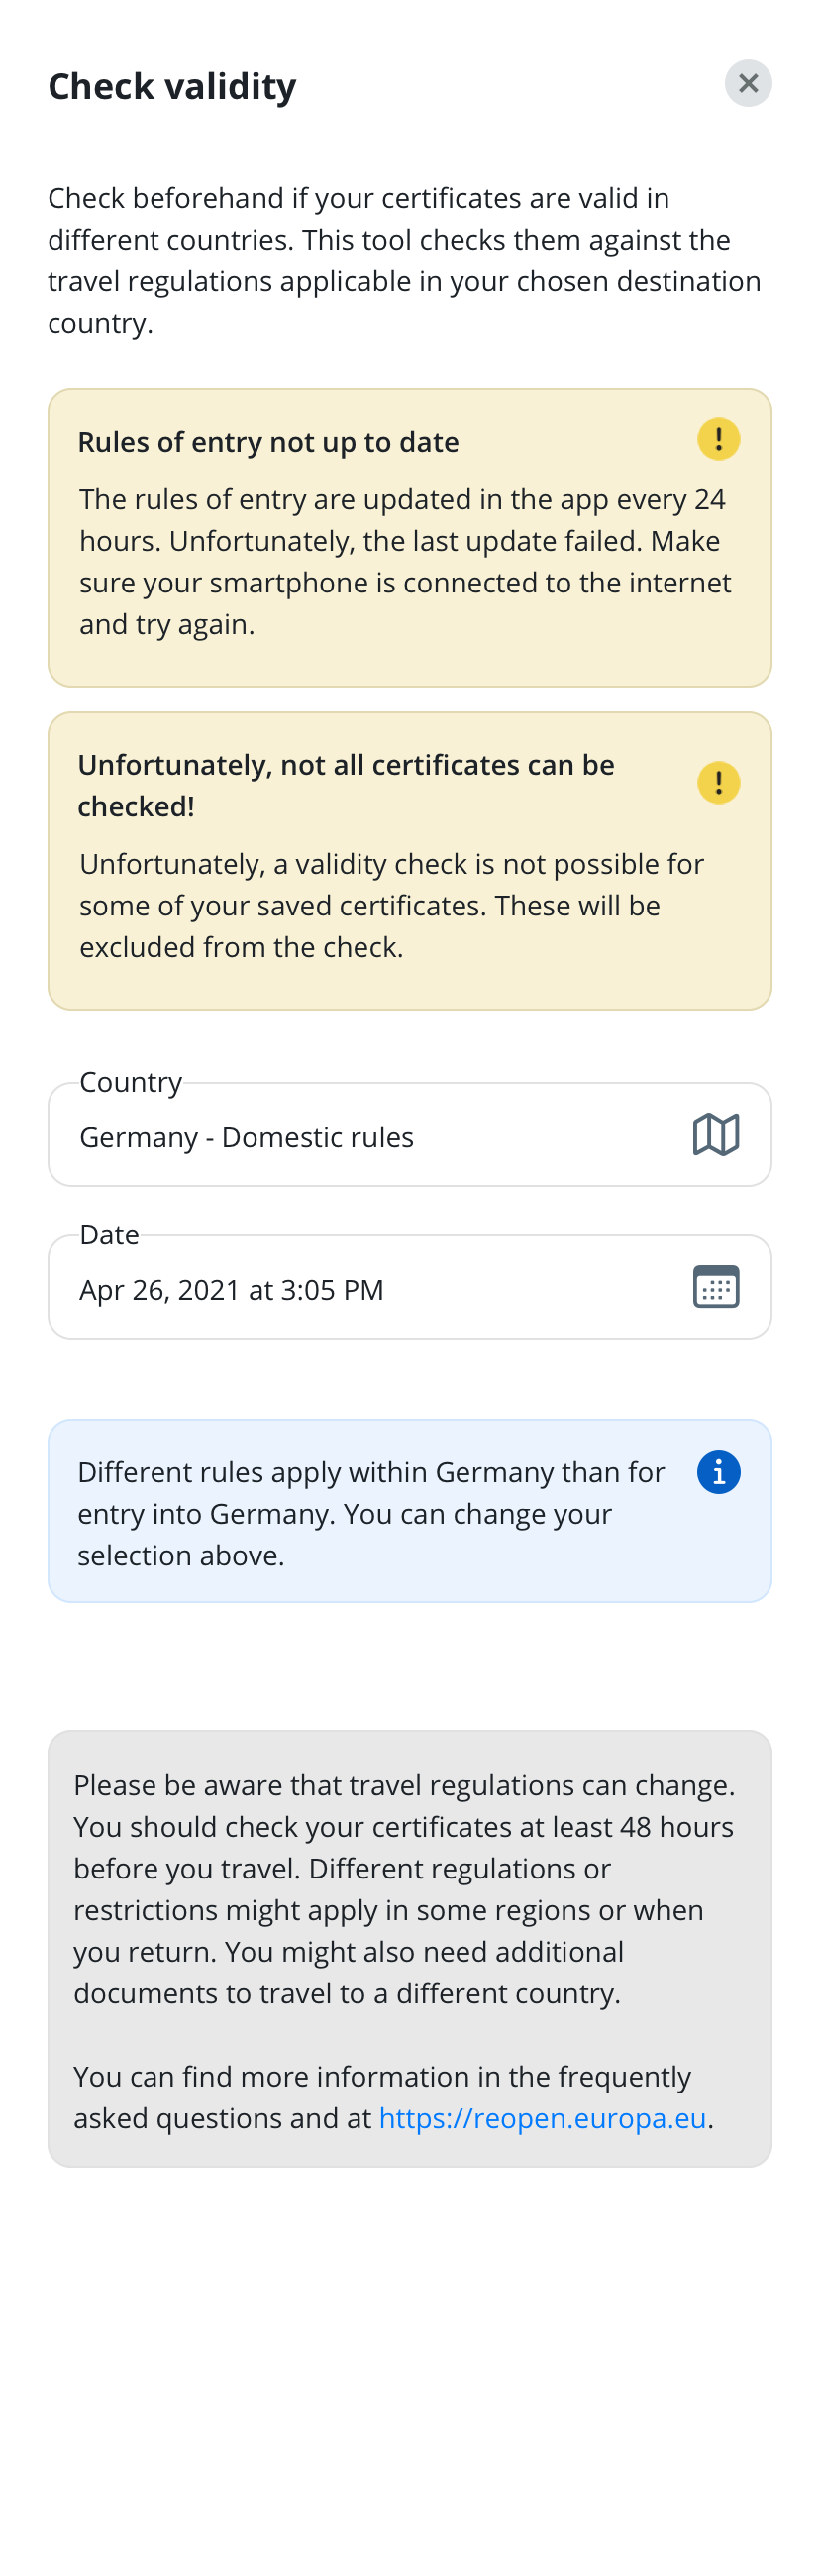 Check validity
Check beforehand if your certificates are valid in
different countries. This tool checks them against the
travel regulations applicable in your chosen destination
country.
Rules of entry not up to date
The rules of entry are updated in the app every 24
hours. Unfortunately, the last update failed. Make
sure your smartphone is connected to the internet
and try again.
Unfortunately, not all certificates can be
checked!
Unfortunately, a validity check is not possible for
some of your saved certificates. These will be
excluded from the check.
Country
Germany - Domestic rules
Date
Apr 26, 2021 at 3:05 PM
Different rules apply within Germany than for
entry into Germany. You can change your
selection above.
Please be aware that travel regulations can change.
You should check your certificates at least 48 hours
before you travel. Different regulations or
restrictions might apply in some regions or when
you return. You might also need additional
documents to travel to a different country.
You can find more information in the frequently
asked questions and at https://reopen.europa.eu.